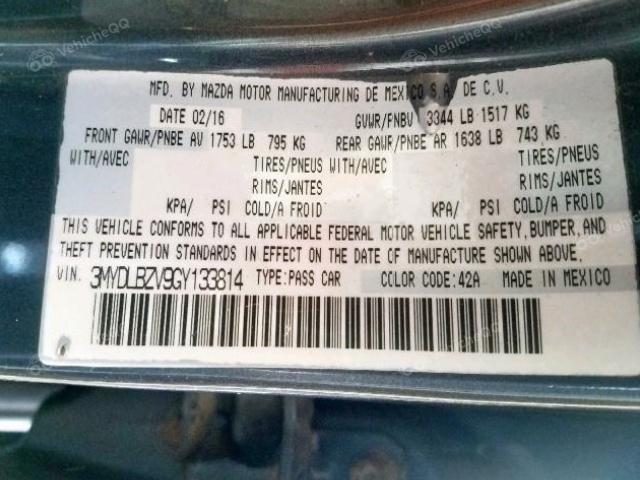 MFD. BY MAZDA MOTOR MANUFACTURING DE MEXICO S.A. DE C.V.
DATE 02/16 GVWR/PNBV 3344 LB 1517 KG
FRONT GAWR/PNBE AV 1753 LB 795 KG REAR GAWR/PNBE AR 1638 LB 743 KG
WITH/AVEC TIRES/PNEUS WITH/AVEC TIRES/PNEUS
RIMS/JANTES RIMS/JANTES
KPA/ PSI COLD/A FROID KPA/ PSI COLD/A FROID
THIS VEHICLE CONFORMS TO ALL APPLICABLE FEDERAL MOTOR VEHICLE SAFETY, BUMPER, AND
THEFT PREVENTION STANDARDS IN EFFECT ON THE DATE OF MANUFACTURE SHOWN ABOVE.
VIN. 3MYDLBZV9GY133814 TYPE:PASS CAR COLOR CODE:42A MADE IN MEXICO
VehicleQQ